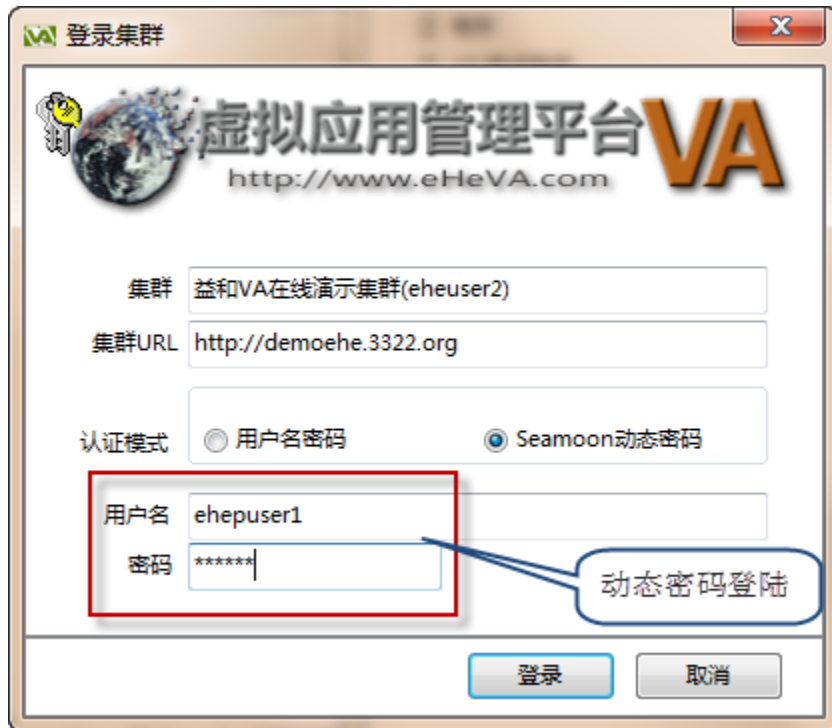 登录集群
虚拟应用管理平台VA
http://www.eHeVA.com
集群 益和VA在线演示集群(eheuser2)
集群URL http://demoehe.3322.org
认证模式 用户名密码 Seamoon动态密码
用户名 ehepuser1
密码 ******
动态密码登陆
登录 取消